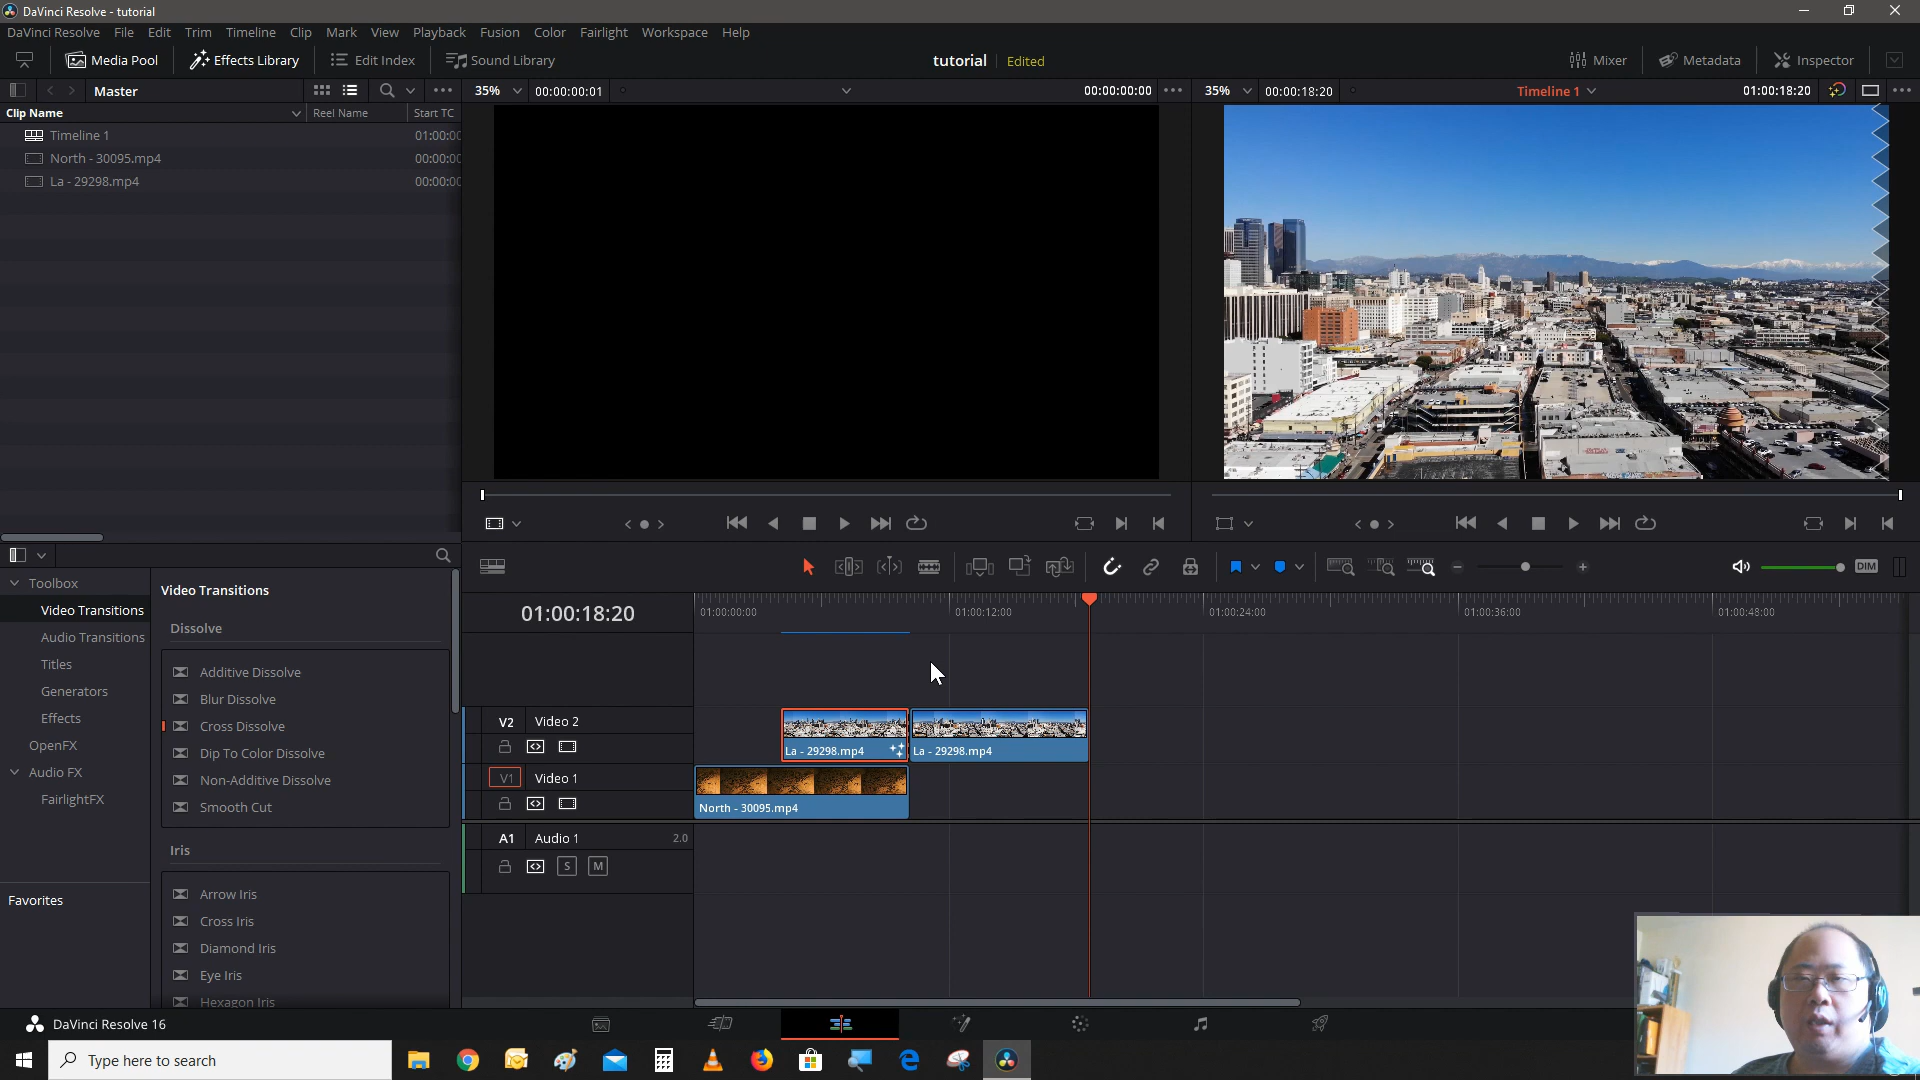 DaVinci Resolve - tutorial
DaVinci Resolve File Edit Trim Timeline Clip Mark View Playback Fusion Color Fairlight Workspace Help
Media Pool Effects Library Edit Index Sound Library tutorial Edited Mixer Metadata Inspector
Master 35% 00:00:00:01 00:00:00:00 35% 00:00:18:20 Timeline 1 01:00:18:20
Clip Name Reel Name Start TC
Timeline 1 01:00:00
North - 30095.mp4 00:00:00
La - 29298.mp4 00:00:00
Toolbox
Video Transitions
Audio Transitions
Titles
Generators
Effects
OpenFX
Audio FX
FairlightFX
Favorites
Video Transitions
Dissolve
Additive Dissolve
Blur Dissolve
Cross Dissolve
Dip To Color Dissolve
Non-Additive Dissolve
Smooth Cut
Iris
Arrow Iris
Cross Iris
Diamond Iris
Eye Iris
Hexagon Iris
DIM
01:00:18:20 01:00:00:00 01:00:12:00 01:00:24:00 01:00:36:00 01:00:48:00
V2 Video 2
La - 29298.mp4 La - 29298.mp4
V1 Video 1
North - 30095.mp4
A1 Audio 1 2.0
S M
DaVinci Resolve 16
Type here to search